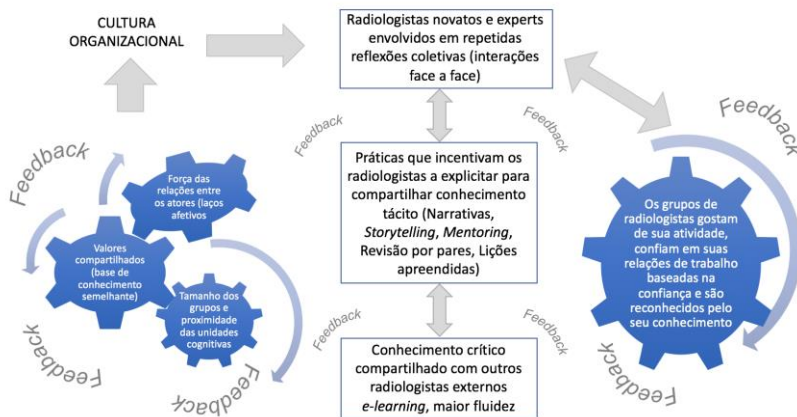 CULTURA
ORGANIZACIONAL
Radiologistas novatos e experts
envolvidos em repetidas
reflexões coletivas (interações
face a face)
Feedback
Feedback
Feedback
Feedback
Força das
relações entre
os atores (laços
afetivos
Valores
compartilhados
(base de
conhecimento
semelhante)
Tamanho dos
grupos e
proximidade
das unidades
cognitivas
Feedback
Feedback
Práticas que incentivam os
radiologistas a explicitar para
compartilhar conhecimento
tácito (Narrativas,
Storytelling, Mentoring,
Revisão por pares, Lições
apreendidas)
Os grupos de
radiologistas gostam
de sua atividade,
confiam em suas
relações de trabalho
baseadas na
confiança e são
reconhecidos pelo
seu conhecimento
Feedback
Feedback
Feedback
Conhecimento crítico
compartilhado com outros
radiologistas externos
e-learning, maior fluidez